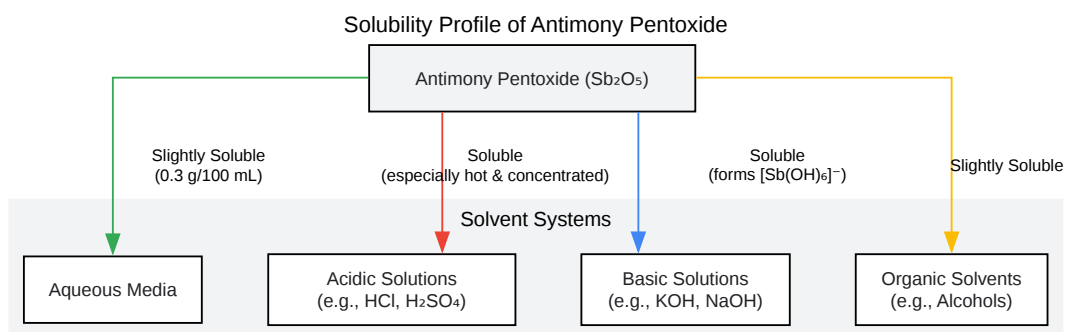 Solubility Profile of Antimony Pentoxide
Antimony Pentoxide (Sb₂O₅)
Slightly Soluble
(0.3 g/100 mL)
Soluble
(especially hot & concentrated)
Soluble
(forms [Sb(OH)₆]⁻)
Slightly Soluble
Solvent Systems
Aqueous Media
Acidic Solutions
(e.g., HCl, H₂SO₄)
Basic Solutions
(e.g., KOH, NaOH)
Organic Solvents
(e.g., Alcohols)